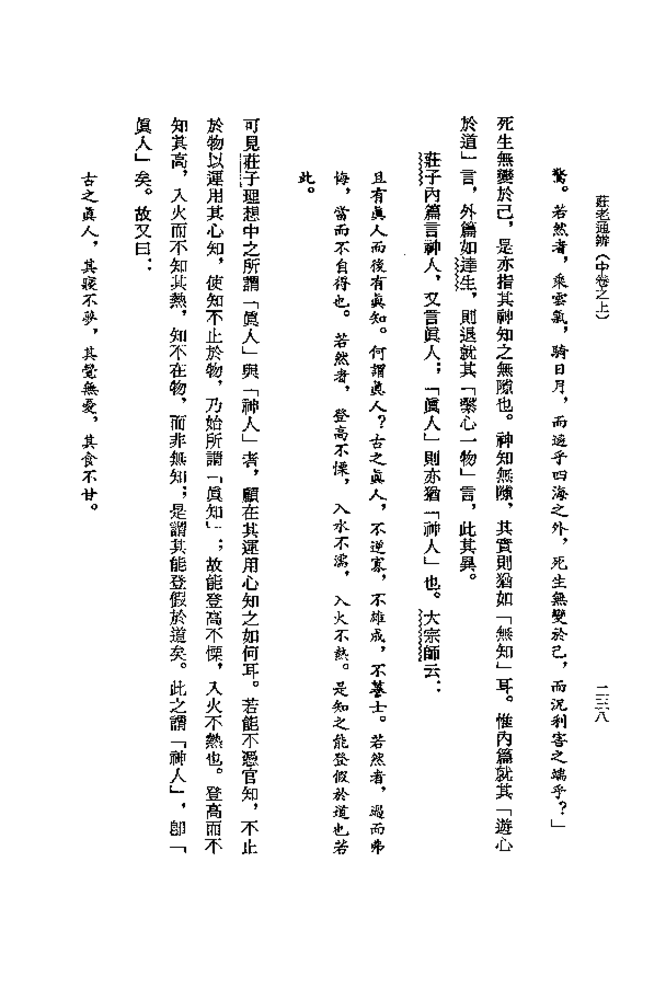 莊老通辨（中卷之上）
二三八
驚。若然者，乘雲氣，騎日月，而遊乎四海之外，死生無變於己，而況利害之端乎？」
死生無變於己，是亦指其神知之無隙也。神知無隙，其實則猶如「無知」耳。惟內篇就其「遊心
於道」言，外篇如達生，則退就其「繫心一物」言，此其異。
莊子內篇言神人，又言眞人；「眞人」則亦猶「神人」也。大宗師云：
且有眞人而後有眞知。何謂眞人？古之眞人，不逆寡，不雄成，不謩士。若然者，過而弗
悔，當而不自得也。若然者，登高不慄，入水不濡，入火不熱。是知之能登假於道也若
此。
可見莊子理想中之所謂「眞人」與「神人」者，顧在其運用心知之如何耳。若能不憑官知，不止
於物以運用其心知，使知不止於物，乃始所謂「眞知」；故能登高不慄，入火不熱也。登高而不
知其高，入火而不知其熱，知不在物，而非無知；是謂其能登假於道矣。此之謂「神人」，卽「
眞人」矣。故又曰：
古之眞人，其寢不夢，其覺無憂，其食不甘。